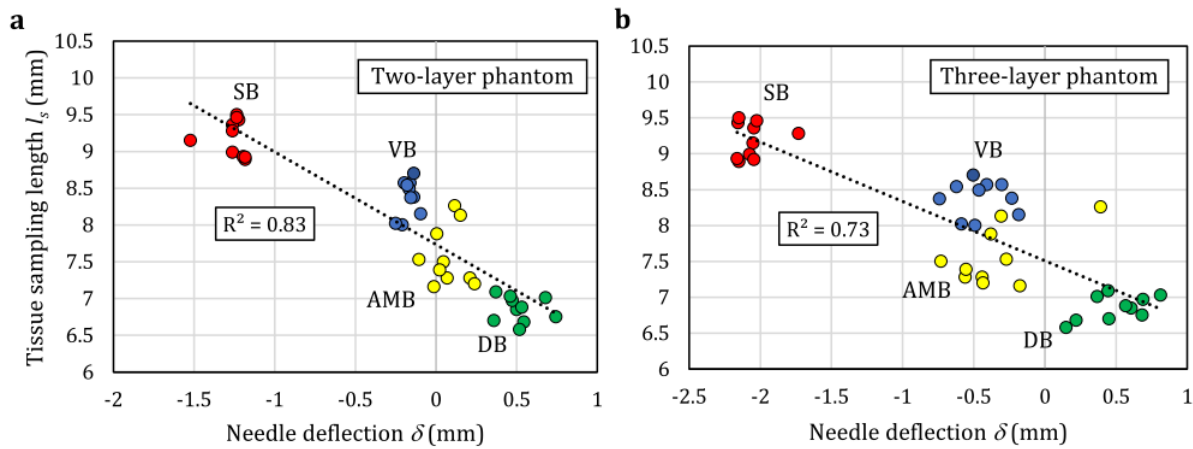 a
Tissue sampling length lₛ (mm)
10.5
10
9.5
9
8.5
8
7.5
7
6.5
6
Two-layer phantom
SB
VB
R² = 0.83
AMB
DB
-2
-1.5
-1
-0.5
0
0.5
1
Needle deflection δ (mm)
b
10.5
10
9.5
9
8.5
8
7.5
7
6.5
6
Three-layer phantom
SB
VB
R² = 0.73
AMB
DB
-2.5
-2
-1.5
-1
-0.5
0
0.5
1
Needle deflection δ (mm)